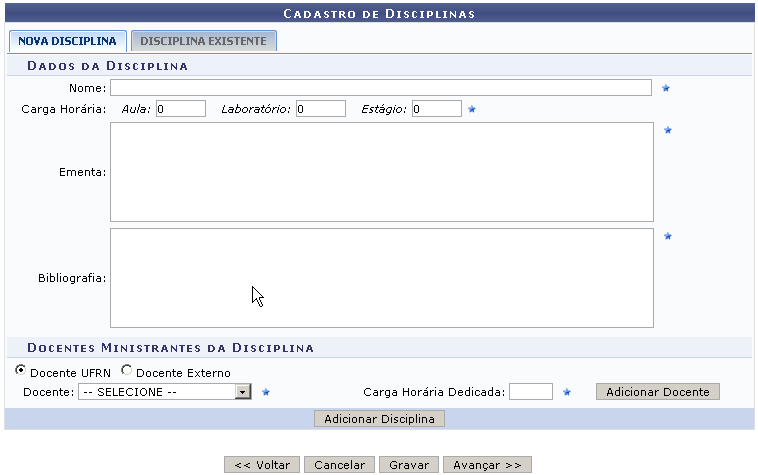 CADASTRO DE DISCIPLINAS
NOVA DISCIPLINA DISCIPLINA EXISTENTE
DADOS DA DISCIPLINA
Nome:
Carga Horária: Aula: 0 Laboratório: 0 Estágio: 0
Ementa:
Bibliografia:
DOCENTES MINISTRANTES DA DISCIPLINA
Docente UFRN Docente Externo
Docente: -- SELECIONE -- Carga Horária Dedicada: Adicionar Docente
Adicionar Disciplina
<< Voltar Cancelar Gravar Avançar >>